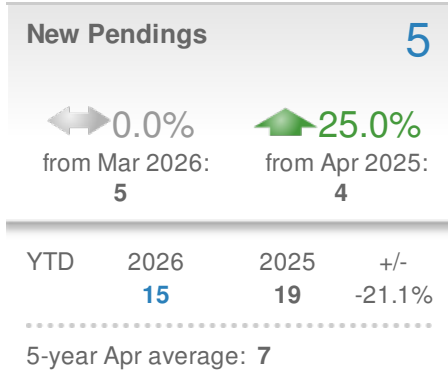 New Pendings 5
0.0% 25.0%
from Mar 2026: from Apr 2025:
5 4
YTD 2026 2025 +/-
15 19 -21.1%
5-year Apr average: 7